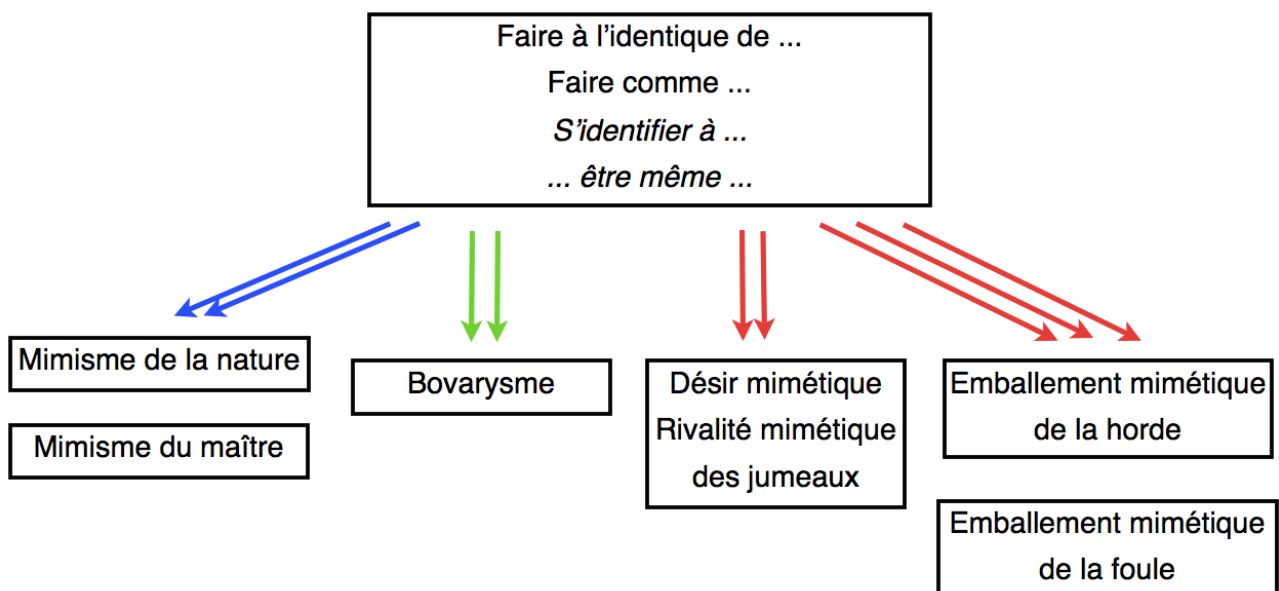 Faire à l'identique de ...
Faire comme ...
S'identifier à ...
... être même ...
Mimisme de la nature
Mimisme du maître
Bovarysme
Désir mimétique
Rivalité mimétique
des jumeaux
Emballement mimétique
de la horde
Emballement mimétique
de la foule